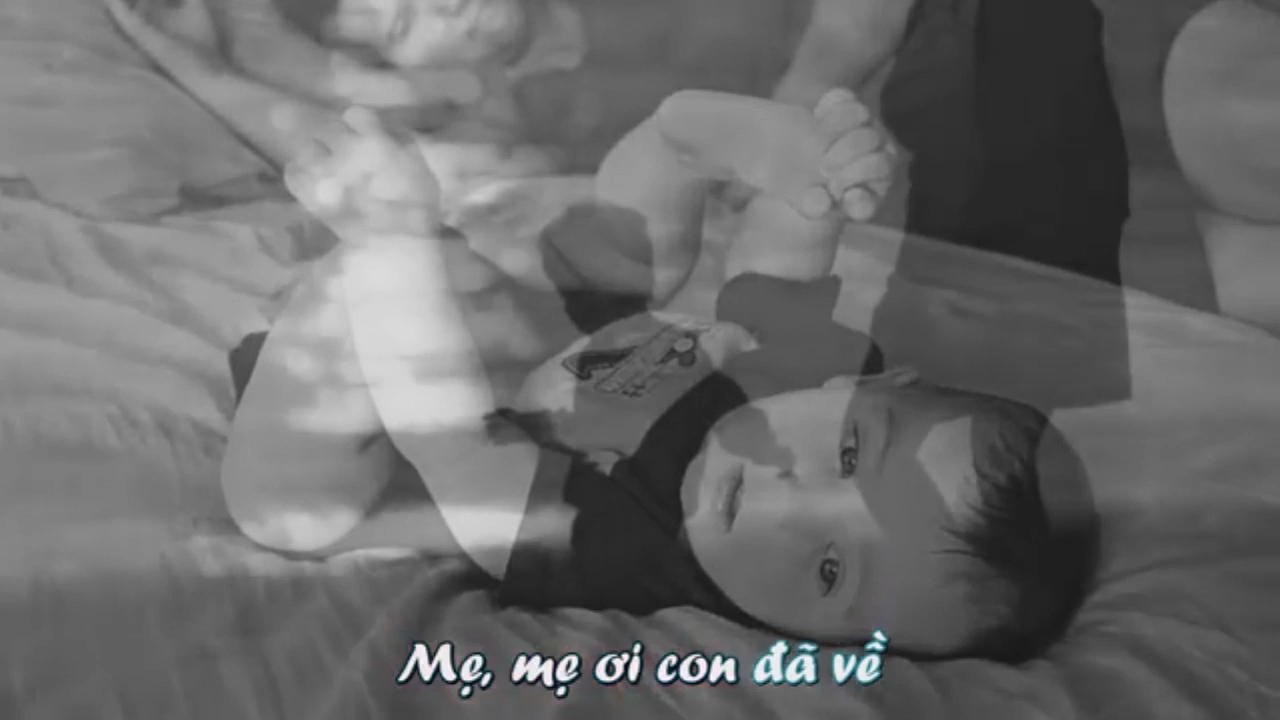 Mẹ, mẹ ơi con đã về